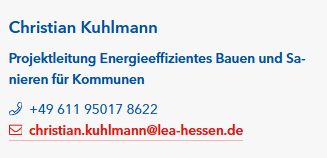 Christian Kuhlmann
Projektleitung Energieeffizientes Bauen und Sa-
nieren für Kommunen
+49 611 95017 8622
christian.kuhlmann@lea-hessen.de